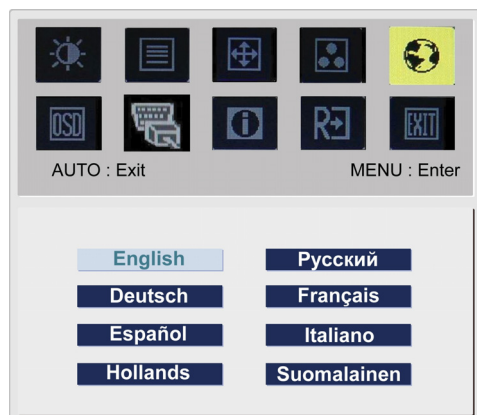 OSD
R
EXIT
AUTO : Exit MENU : Enter
English Русский
Deutsch Français
Español Italiano
Hollands Suomalainen